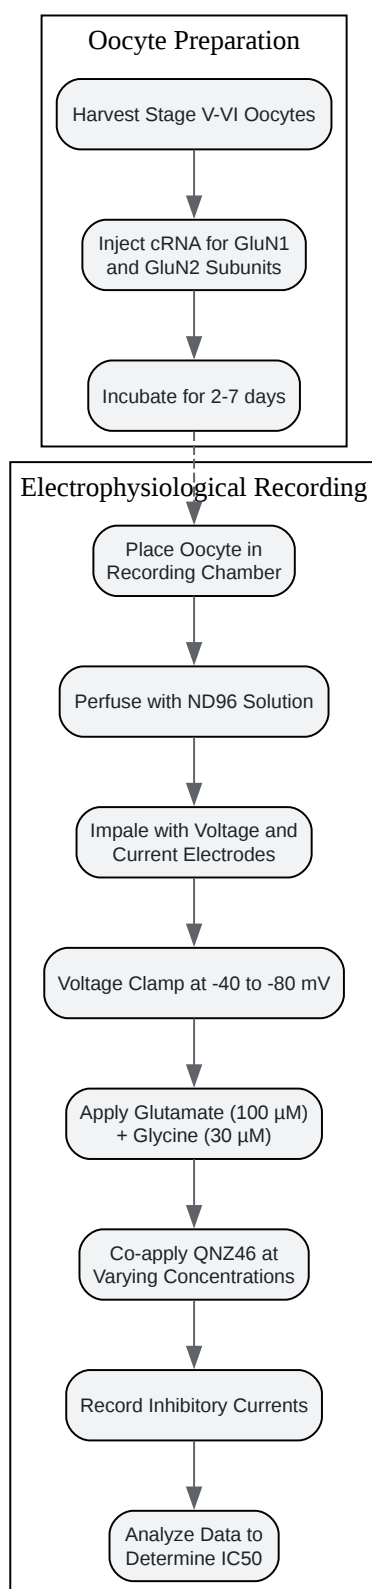 Oocyte Preparation
Harvest Stage V-VI Oocytes
Inject cRNA for GluN1
and GluN2 Subunits
Incubate for 2-7 days
Electrophysiological Recording
Place Oocyte in
Recording Chamber
Perfuse with ND96 Solution
Impale with Voltage and
Current Electrodes
Voltage Clamp at -40 to -80 mV
Apply Glutamate (100 µM)
+ Glycine (30 µM)
Co-apply QNZ46 at
Varying Concentrations
Record Inhibitory Currents
Analyze Data to
Determine IC50